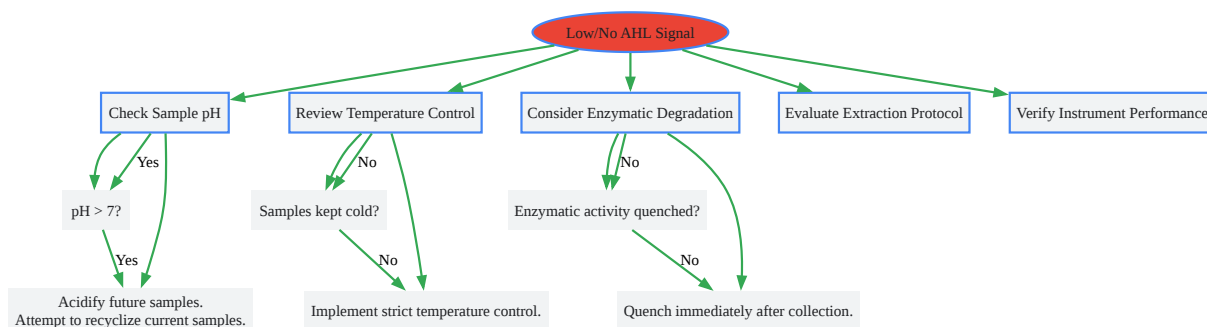 Low/No AHL Signal
Check Sample pH
Review Temperature Control
Consider Enzymatic Degradation
Evaluate Extraction Protocol
Verify Instrument Performance
Yes
No
No
pH > 7?
Samples kept cold?
Enzymatic activity quenched?
Yes
No
No
Acidify future samples.
Attempt to recyclize current samples.
Implement strict temperature control.
Quench immediately after collection.